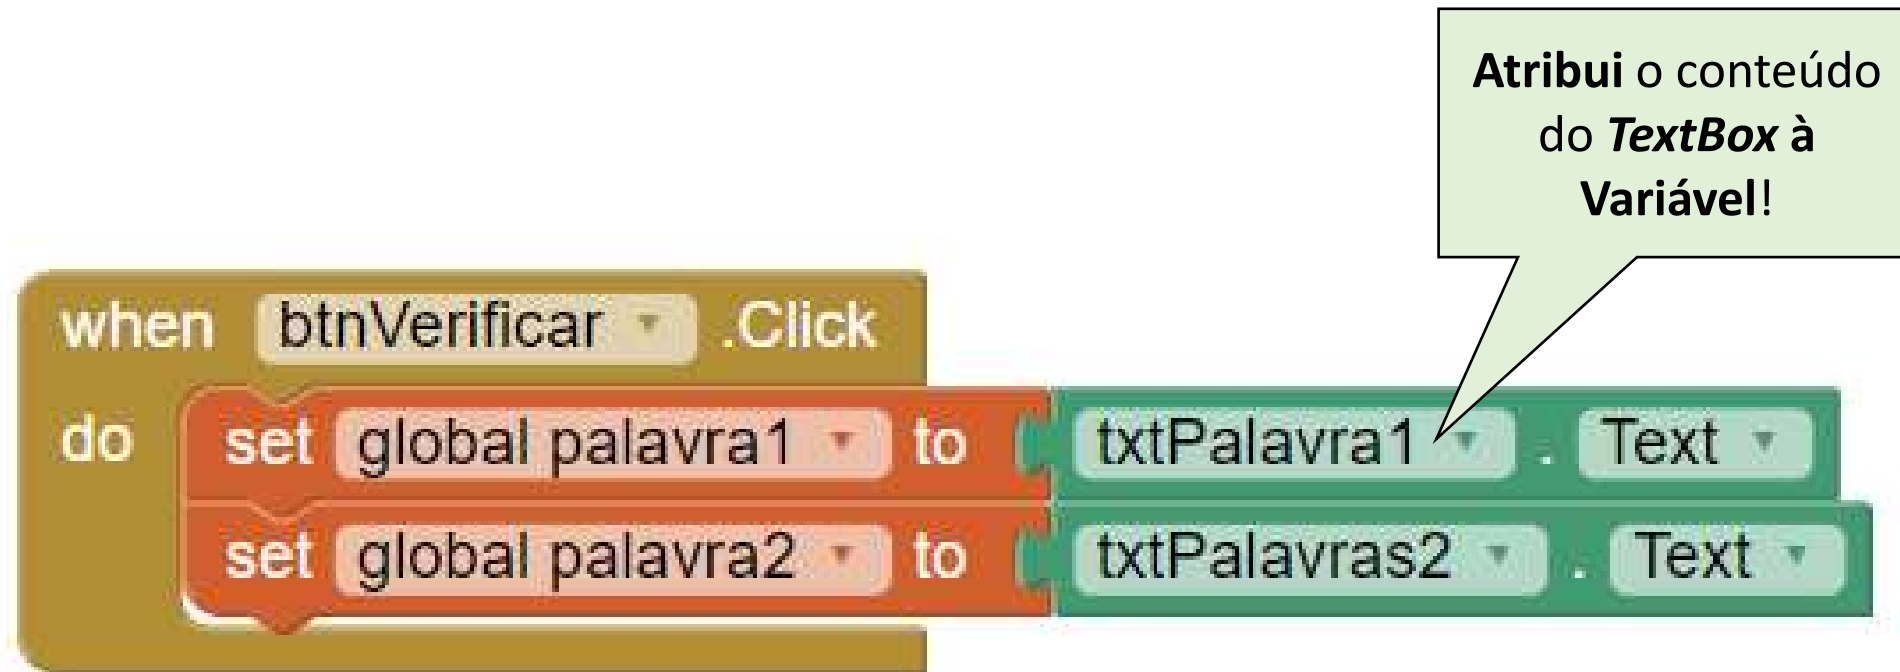 Atribui o conteúdo
do TextBox à
Variável!
when btnVerificar .Click
do set global palavra1 to txtPalavra1 . Text
set global palavra2 to txtPalavras2 . Text